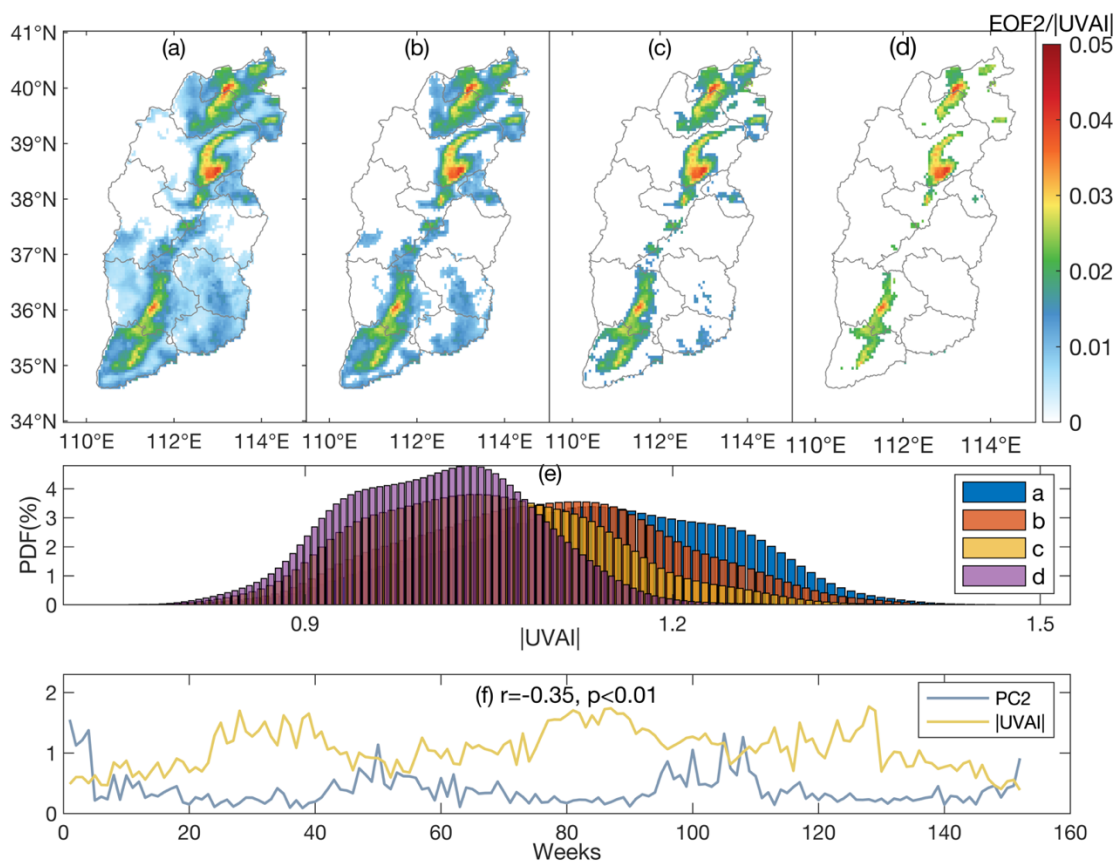 EOF2/|UVAI|
41°N
40°N
39°N
38°N
37°N
36°N
35°N
34°N
(a)
(b)
(c)
(d)
0.05
0.04
0.03
0.02
0.01
0
110°E 112°E 114°E 110°E 112°E 114°E 110°E 112°E 114°E 110°E 112°E 114°E
(e)
PDF(%)
4
3
2
1
0
a
b
c
d
0.9 1.2 1.5
|UVAI|
(f) r=-0.35, p<0.01
2
1
0
PC2
|UVAI|
0 20 40 60 80 100 120 140 160
Weeks